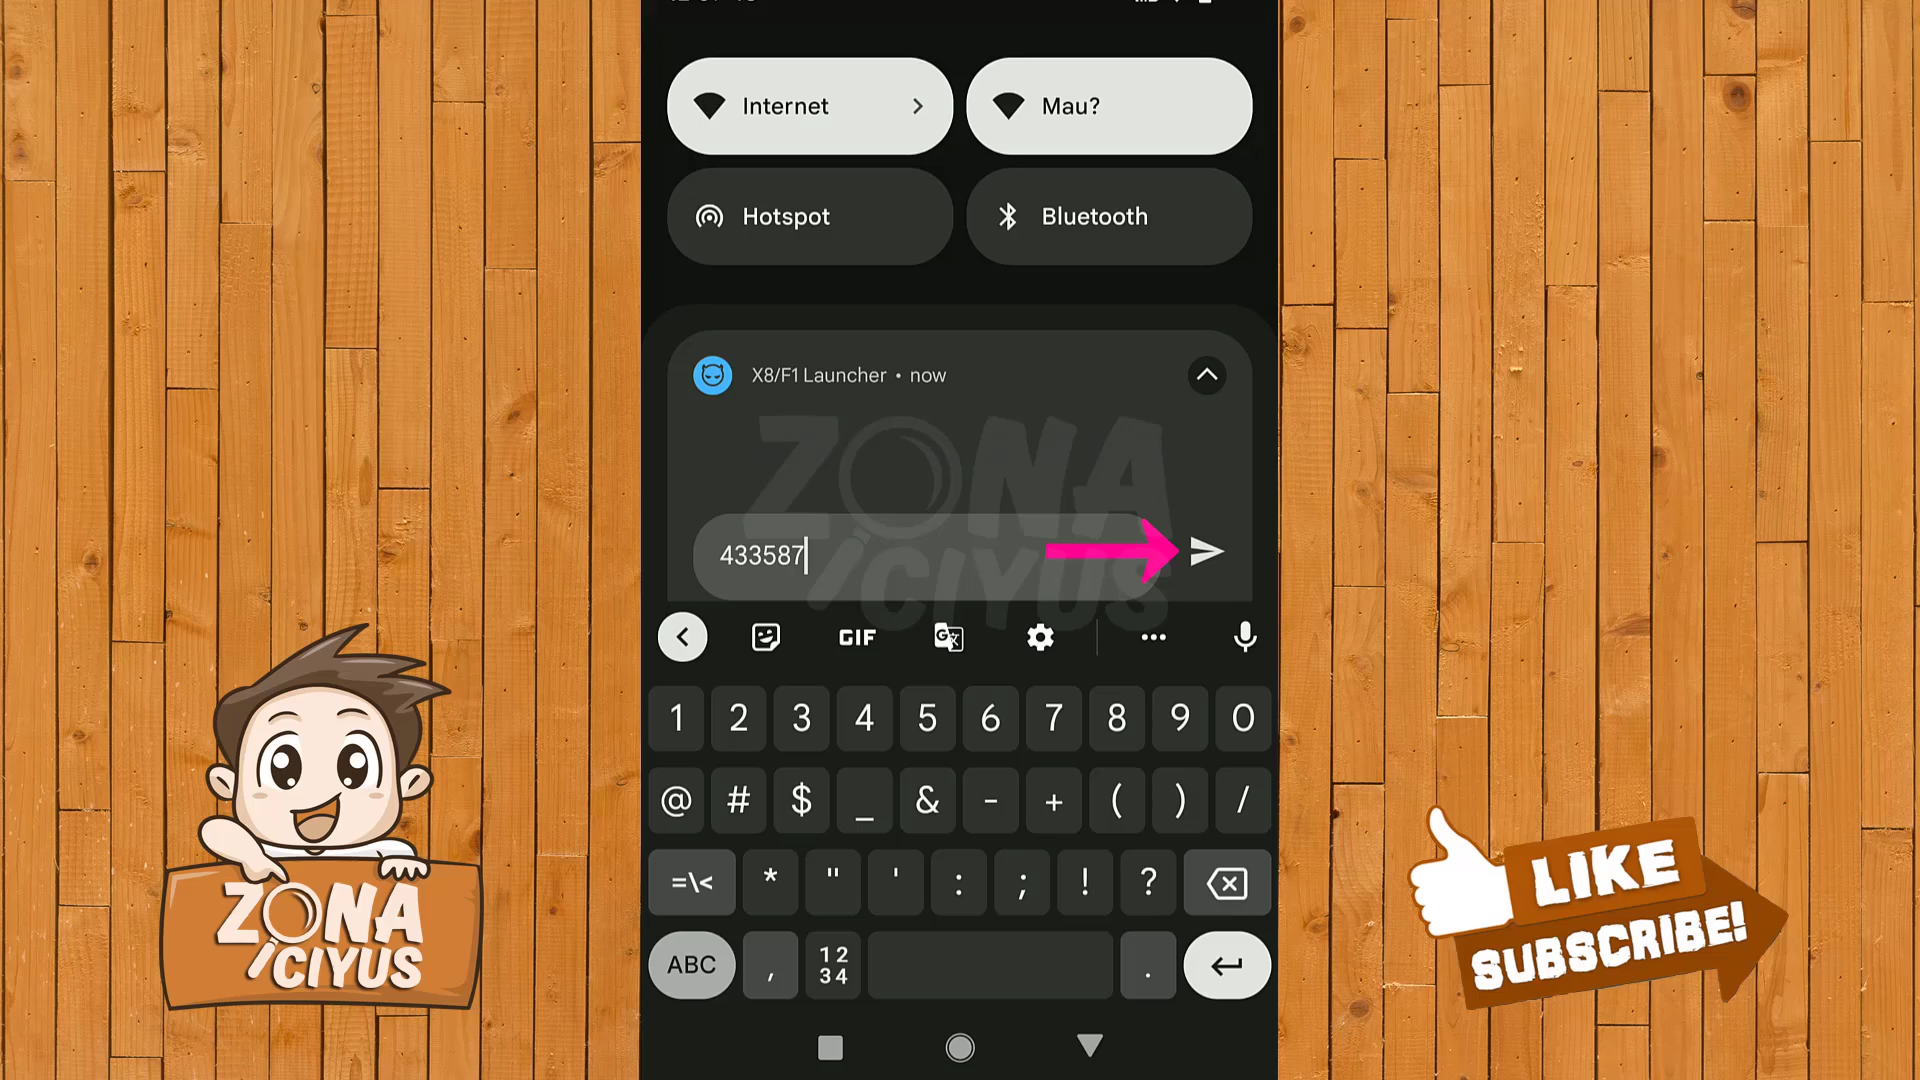 Internet
Mau?
Hotspot
Bluetooth
X8/F1 Launcher • now
ZONA
CIYUS
433587
GIF
1 2 3 4 5 6 7 8 9 0
@ # $ _ & - + ( ) /
=\< * " ' : ; ! ?
ABC , 12 34 .
ZONA
CIYUS
LIKE
SUBSCRIBE!